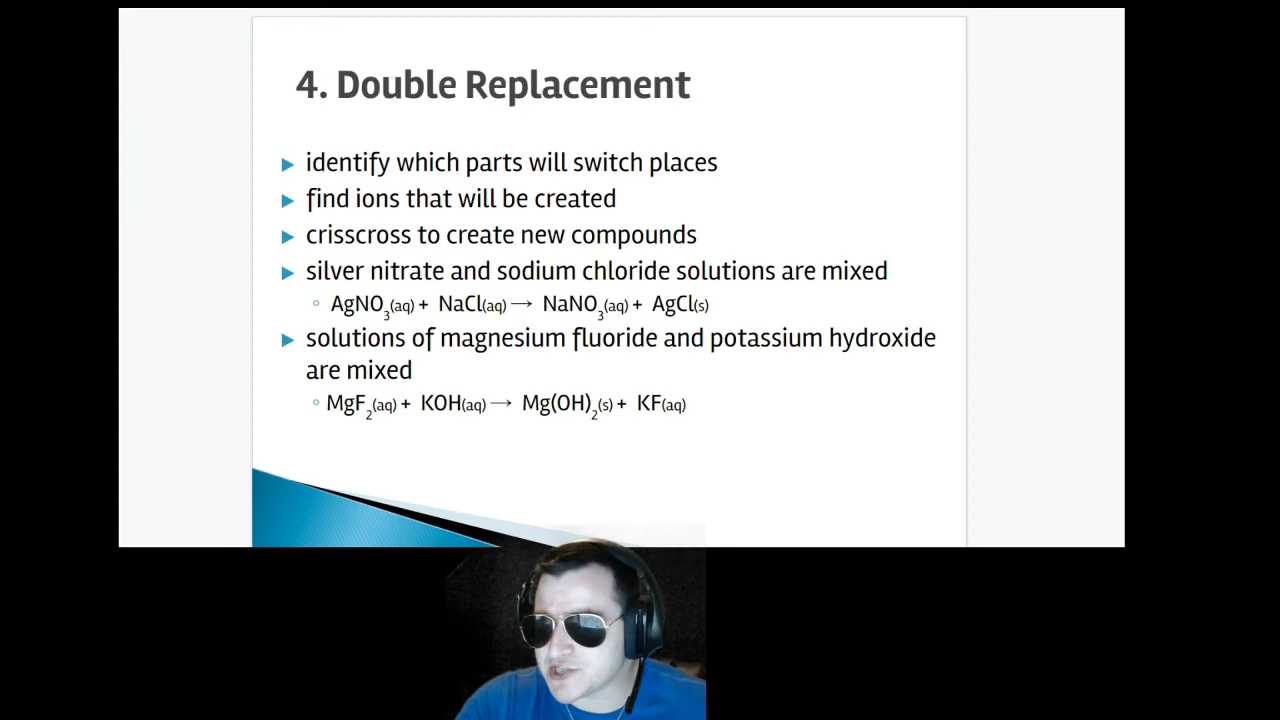 4. Double Replacement
identify which parts will switch places
find ions that will be created
crisscross to create new compounds
silver nitrate and sodium chloride solutions are mixed
AgNO₃(aq) + NaCl(aq) → NaNO₃(aq) + AgCl(s)
solutions of magnesium fluoride and potassium hydroxide
are mixed
MgF₂(aq) + KOH(aq) → Mg(OH)₂(s) + KF(aq)